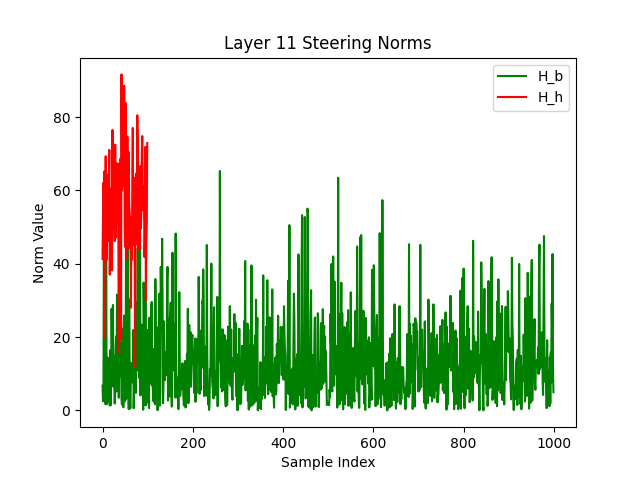 Layer 11 Steering Norms
H_b
H_h
Norm Value
80
60
40
20
0
0 200 400 600 800 1000
Sample Index